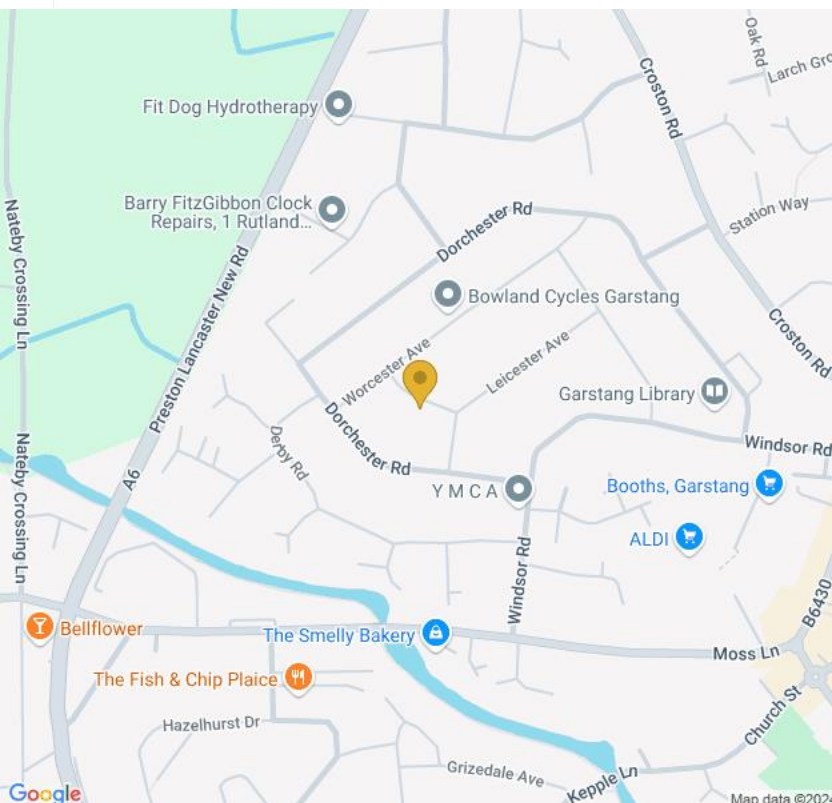 Oak Rd
Larch Gro
Croston Rd
Fit Dog Hydrotherapy
Barry FitzGibbon Clock
Repairs, 1 Rutland...
Station Way
Nateby Crossing Ln
Dorchester Rd
Preston Lancaster New Rd
Bowland Cycles Garstang
Croston Rd
Worcester Ave
Leicester Ave
Garstang Library
Dorchester Rd
Derby Rd
Windsor Rd
Nateby Crossing Ln
A6
Y M C A
Booths, Garstang
ALDI
Windsor Rd
B6430
Bellflower
The Smelly Bakery
Moss Ln
The Fish & Chip Plaice
Church St
Hazelhurst Dr
Grizedale Ave
Kepple Ln
Google
Map data ©2024